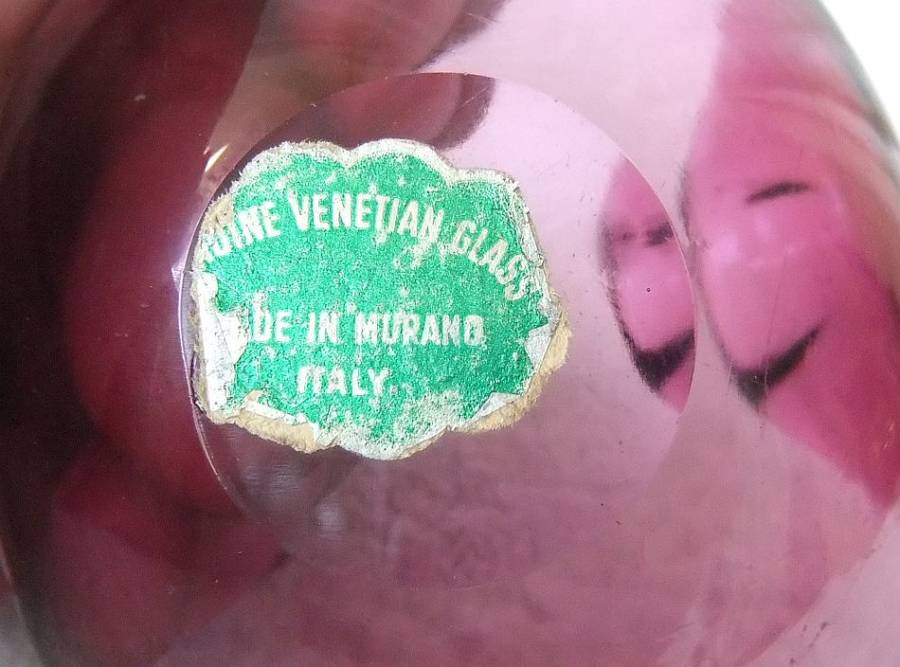 UINE VENETIAN GLASS
DE IN MURANO
ITALY.